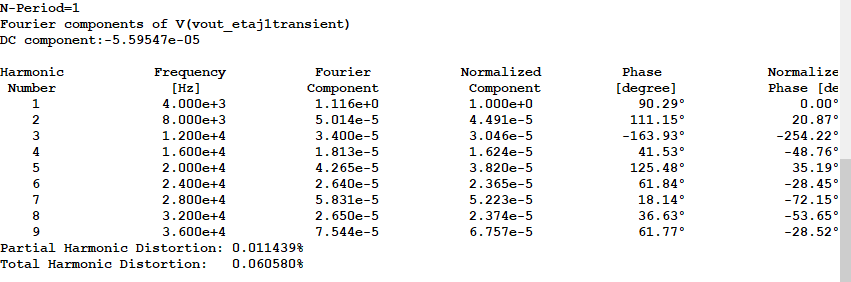 N-Period=1
Fourier components of V(vout_etaj1transient)
DC component:-5.59547e-05
Harmonic Frequency Fourier Normalized Phase Normalize
Number [Hz] Component Component [degree] Phase [de
1 4.000e+3 1.116e+0 1.000e+0 90.29° 0.00°
2 8.000e+3 5.014e-5 4.491e-5 111.15° 20.87°
3 1.200e+4 3.400e-5 3.046e-5 -163.93° -254.22°
4 1.600e+4 1.813e-5 1.624e-5 41.53° -48.76°
5 2.000e+4 4.265e-5 3.820e-5 125.48° 35.19°
6 2.400e+4 2.640e-5 2.365e-5 61.84° -28.45°
7 2.800e+4 5.831e-5 5.223e-5 18.14° -72.15°
8 3.200e+4 2.650e-5 2.374e-5 36.63° -53.65°
9 3.600e+4 7.544e-5 6.757e-5 61.77° -28.52°
Partial Harmonic Distortion: 0.011439%
Total Harmonic Distortion: 0.060580%